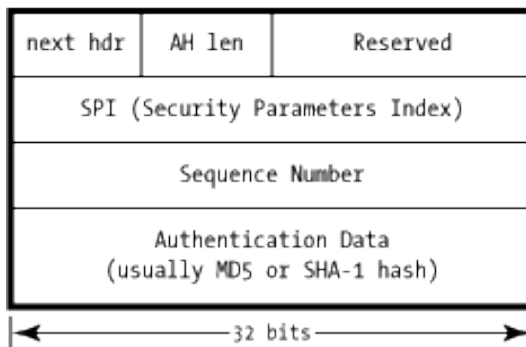 next hdr AH len Reserved
SPI (Security Parameters Index)
Sequence Number
Authentication Data
(usually MD5 or SHA-1 hash)
32 bits